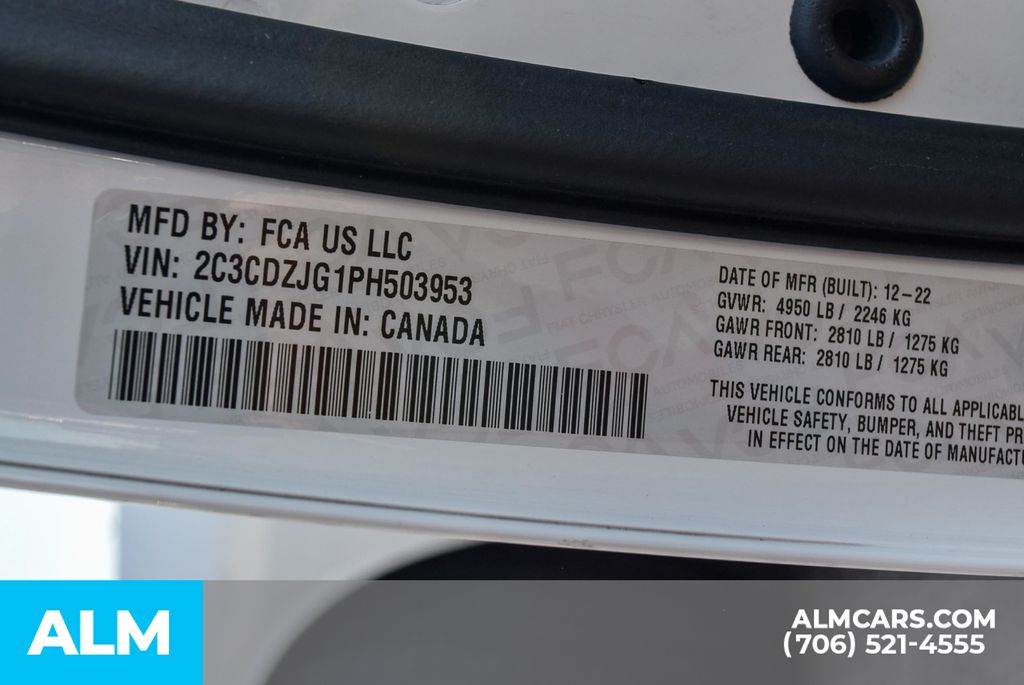 MFD BY: FCA US LLC
VIN: 2C3CDZJG1PH503953
VEHICLE MADE IN: CANADA
DATE OF MFR (BUILT): 12-22
GVWR: 4950 LB / 2246 KG
GAWR FRONT: 2810 LB / 1275 KG
GAWR REAR: 2810 LB / 1275 KG
THIS VEHICLE CONFORMS TO ALL APPLICABL
VEHICLE SAFETY, BUMPER, AND THEFT PR
IN EFFECT ON THE DATE OF MANUFACT
ALM
ALMCARS.COM
(706) 521-4555